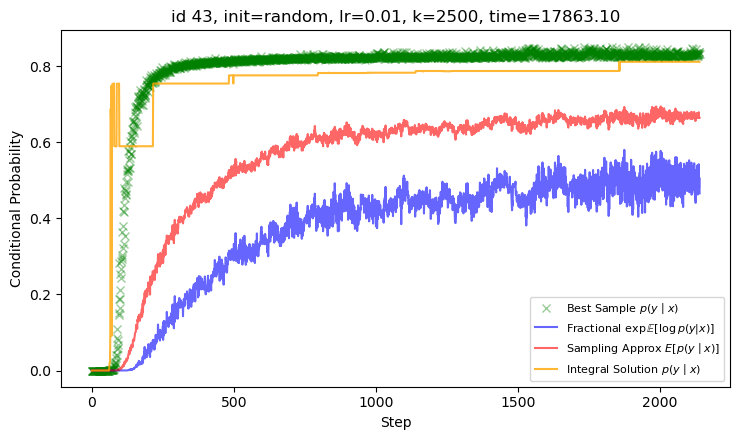 id 43, init=random, lr=0.01, k=2500, time=17863.10
Conditional Probability
0.8
0.6
0.4
0.2
0.0
Best Sample p(y | x)
Fractional exp𝔼[log p(y|x)]
Sampling Approx E[p(y | x)]
Integral Solution p(y | x)
0 500 1000 1500 2000
Step